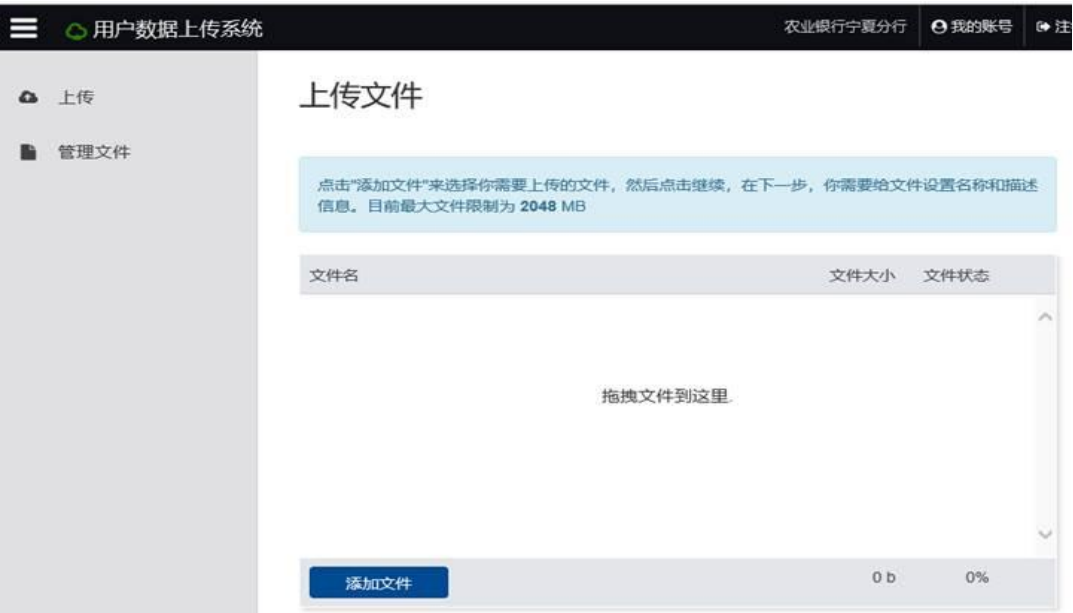 用户数据上传系统
农业银行宁夏分行 我的账号 注
上传
管理文件
上传文件
点击"添加文件"来选择你需要上传的文件，然后点击继续，在下一步，你需要给文件设置名称和描述
信息。目前最大文件限制为 2048 MB
文件名 文件大小 文件状态
拖拽文件到这里.
添加文件 0 b 0%